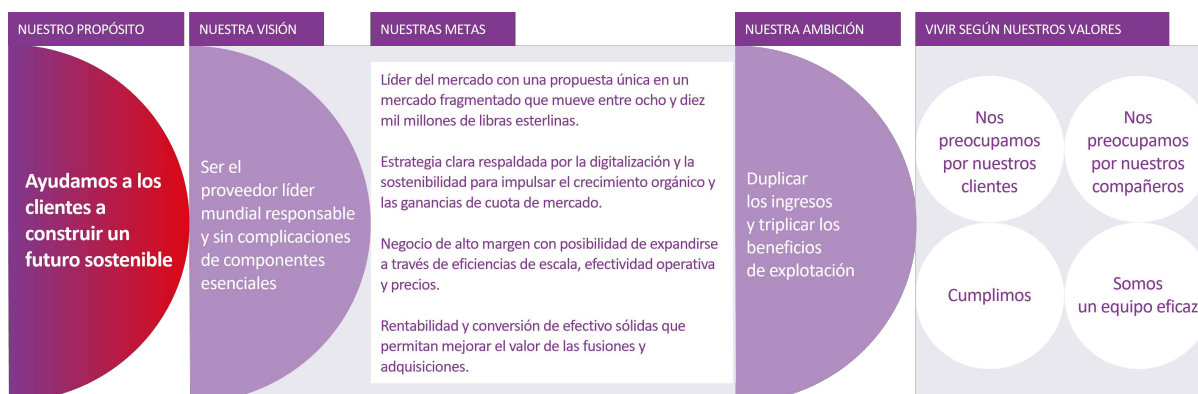 NUESTRO PROPÓSITO
Ayudamos a los
clientes a
construir un
futuro sostenible
NUESTRA VISIÓN
Ser el
proveedor líder
mundial responsable
y sin complicaciones
de componentes
esenciales
NUESTRAS METAS
Líder del mercado con una propuesta única en un
mercado fragmentado que mueve entre ocho y diez
mil millones de libras esterlinas.
Estrategia clara respaldada por la digitalización y la
sostenibilidad para impulsar el crecimiento orgánico y
las ganancias de cuota de mercado.
Negocio de alto margen con posibilidad de expandirse
a través de eficiencias de escala, efectividad operativa
y precios.
Rentabilidad y conversión de efectivo sólidas que
permitan mejorar el valor de las fusiones y
adquisiciones.
NUESTRA AMBICIÓN
Duplicar
los ingresos
y triplicar los
beneficios
de explotación
VIVIR SEGÚN NUESTROS VALORES
Nos
preocupamos
por nuestros
clientes
Nos
preocupamos
por nuestros
compañeros
Cumplimos
Somos
un equipo eficaz